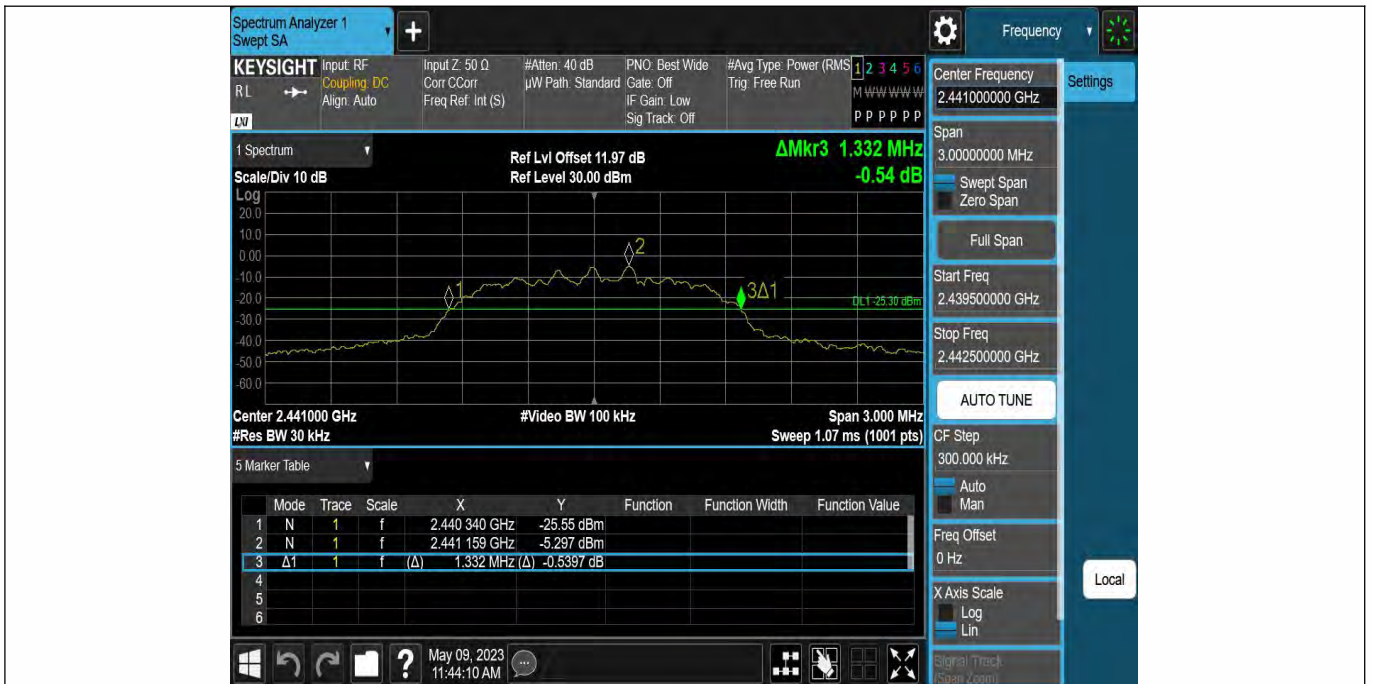 Spectrum Analyzer 1
Swept SA
+
Frequency
KEYSIGHT
RL
LXI
Input: RF
Coupling: DC
Align: Auto
Input Z: 50 Ω
Corr CCorr
Freq Ref: Int (S)
#Atten: 40 dB
µW Path: Standard
PNO: Best Wide
Gate: Off
IF Gain: Low
Sig Track: Off
#Avg Type: Power (RMS
Trig: Free Run
1 2 3 4 5 6
M W W W W W
P P P P P P
Center Frequency
2.441000000 GHz
Settings
Span
3.00000000 MHz
Swept Span
Zero Span
Full Span
Start Freq
2.439500000 GHz
Stop Freq
2.442500000 GHz
AUTO TUNE
CF Step
300.000 kHz
Auto
Man
Freq Offset
0 Hz
X Axis Scale
Log
Lin
Signal Track
(Span Zoom)
Local
1 Spectrum
Scale/Div 10 dB
Log
Ref Lvl Offset 11.97 dB
Ref Level 30.00 dBm
ΔMkr3 1.332 MHz
-0.54 dB
20.0
10.0
0.00
-10.0
-20.0
-30.0
-40.0
-50.0
-60.0
1
2
3Δ1
DL1 -25.30 dBm
Center 2.441000 GHz
#Res BW 30 kHz
#Video BW 100 kHz
Span 3.000 MHz
Sweep 1.07 ms (1001 pts)
5 Marker Table
Mode Trace Scale X Y Function Function Width Function Value
1 N 1 f 2.440 340 GHz -25.55 dBm
2 N 1 f 2.441 159 GHz -5.297 dBm
3 Δ1 1 f (Δ) 1.332 MHz (Δ) -0.5397 dB
4
5
6
?
May 09, 2023
11:44:10 AM